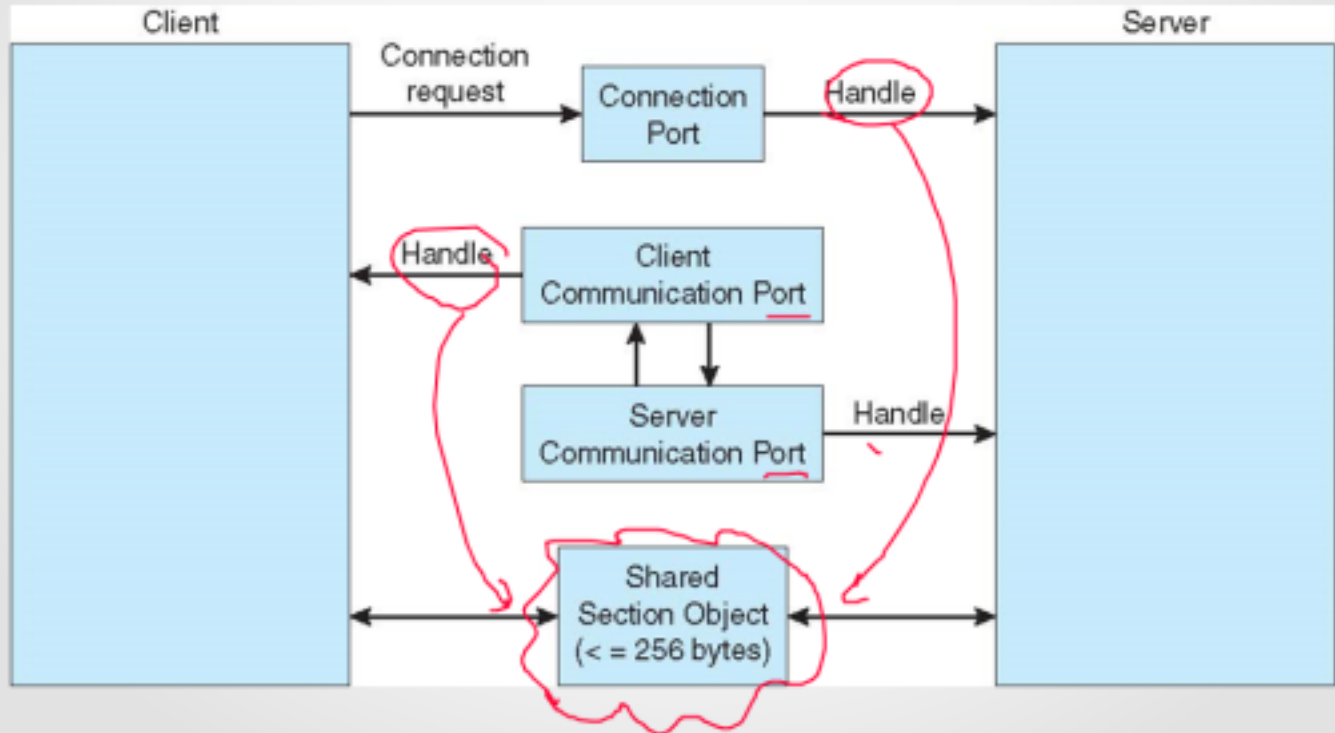 Client
Server
Connection
request
Connection
Port
Handle
Handle
Client
Communication Port
Server
Communication Port
Handle
Shared
Section Object
(< = 256 bytes)